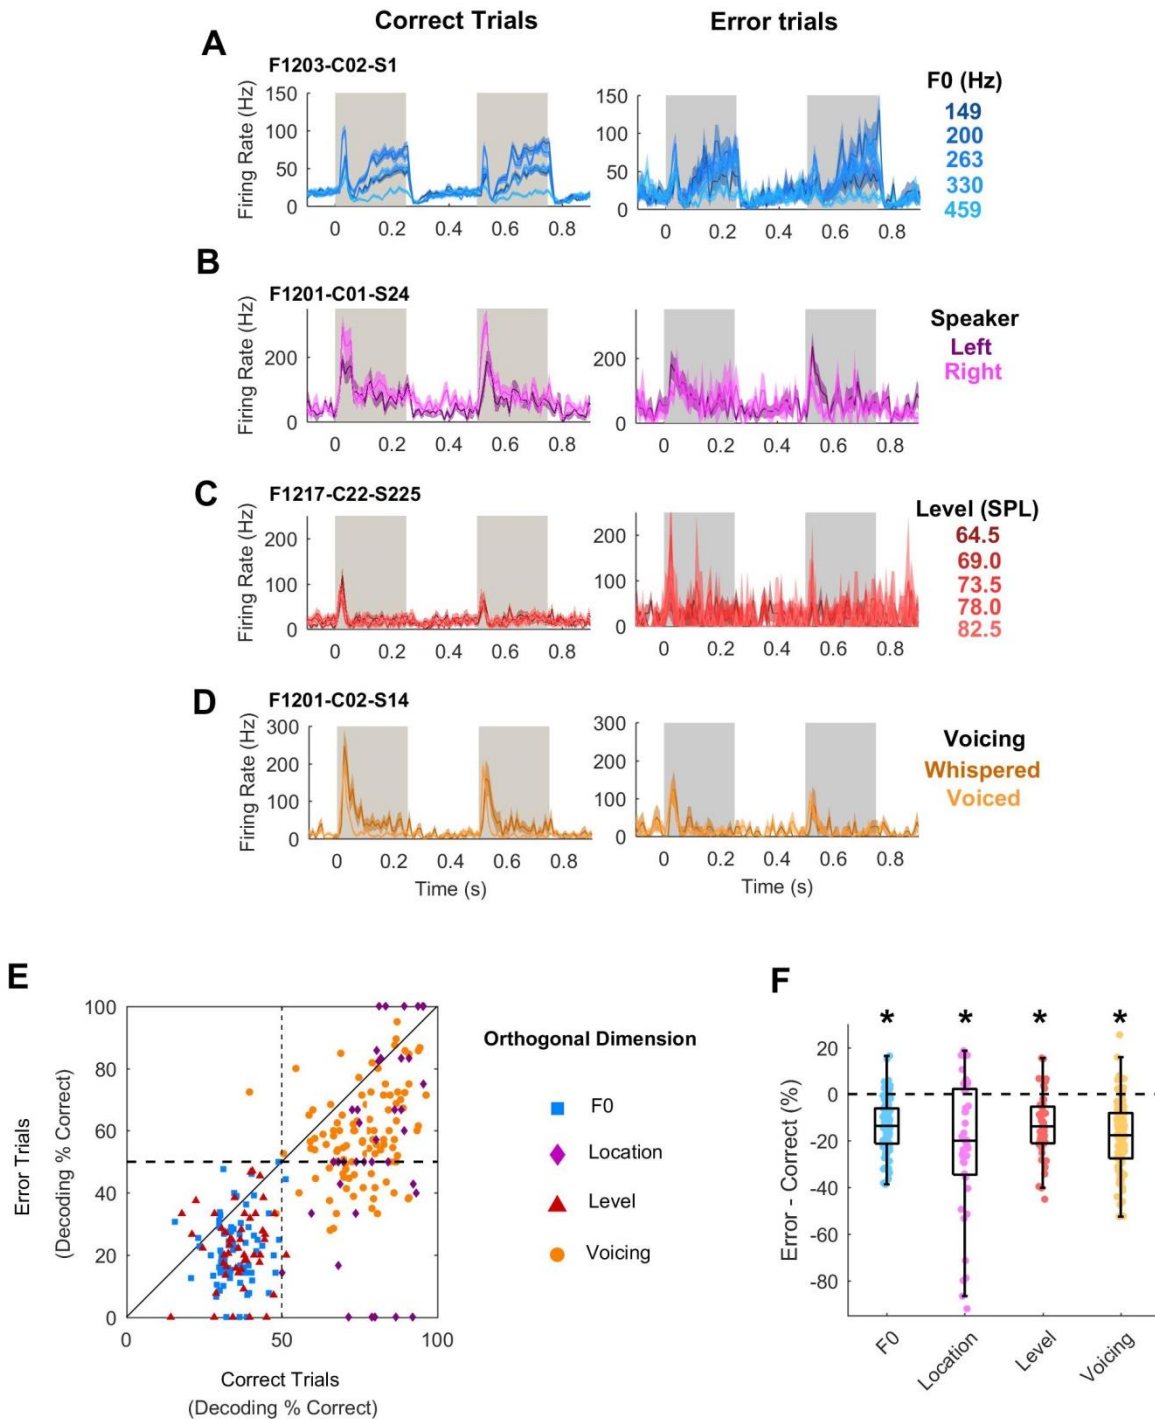 Correct Trials
Error trials
A
F1203-C02-S1
Firing Rate (Hz)
150
100
50
0
0 0.2 0.4 0.6 0.8
Firing Rate (Hz)
150
100
50
0
0 0.2 0.4 0.6 0.8
F0 (Hz)
149
200
263
330
459
B
F1201-C01-S24
Firing Rate (Hz)
200
0
0 0.2 0.4 0.6 0.8
200
0
0 0.2 0.4 0.6 0.8
Speaker
Left
Right
C
F1217-C22-S225
Firing Rate (Hz)
200
100
0
0 0.2 0.4 0.6 0.8
Firing Rate (Hz)
200
100
0
0 0.2 0.4 0.6 0.8
Level (SPL)
64.5
69.0
73.5
78.0
82.5
D
F1201-C02-S14
Firing Rate (Hz)
300
200
100
0
0 0.2 0.4 0.6 0.8
Time (s)
Firing Rate (Hz)
300
200
100
0
0 0.2 0.4 0.6 0.8
Time (s)
Voicing
Whispered
Voiced
E
Error Trials
(Decoding % Correct)
100
80
60
40
20
0
0 50 100
Correct Trials
(Decoding % Correct)
Orthogonal Dimension
F0
Location
Level
Voicing
F
Error - Correct (%)
20
0
-20
-40
-60
-80
* * * *
F0
Location
Level
Voicing